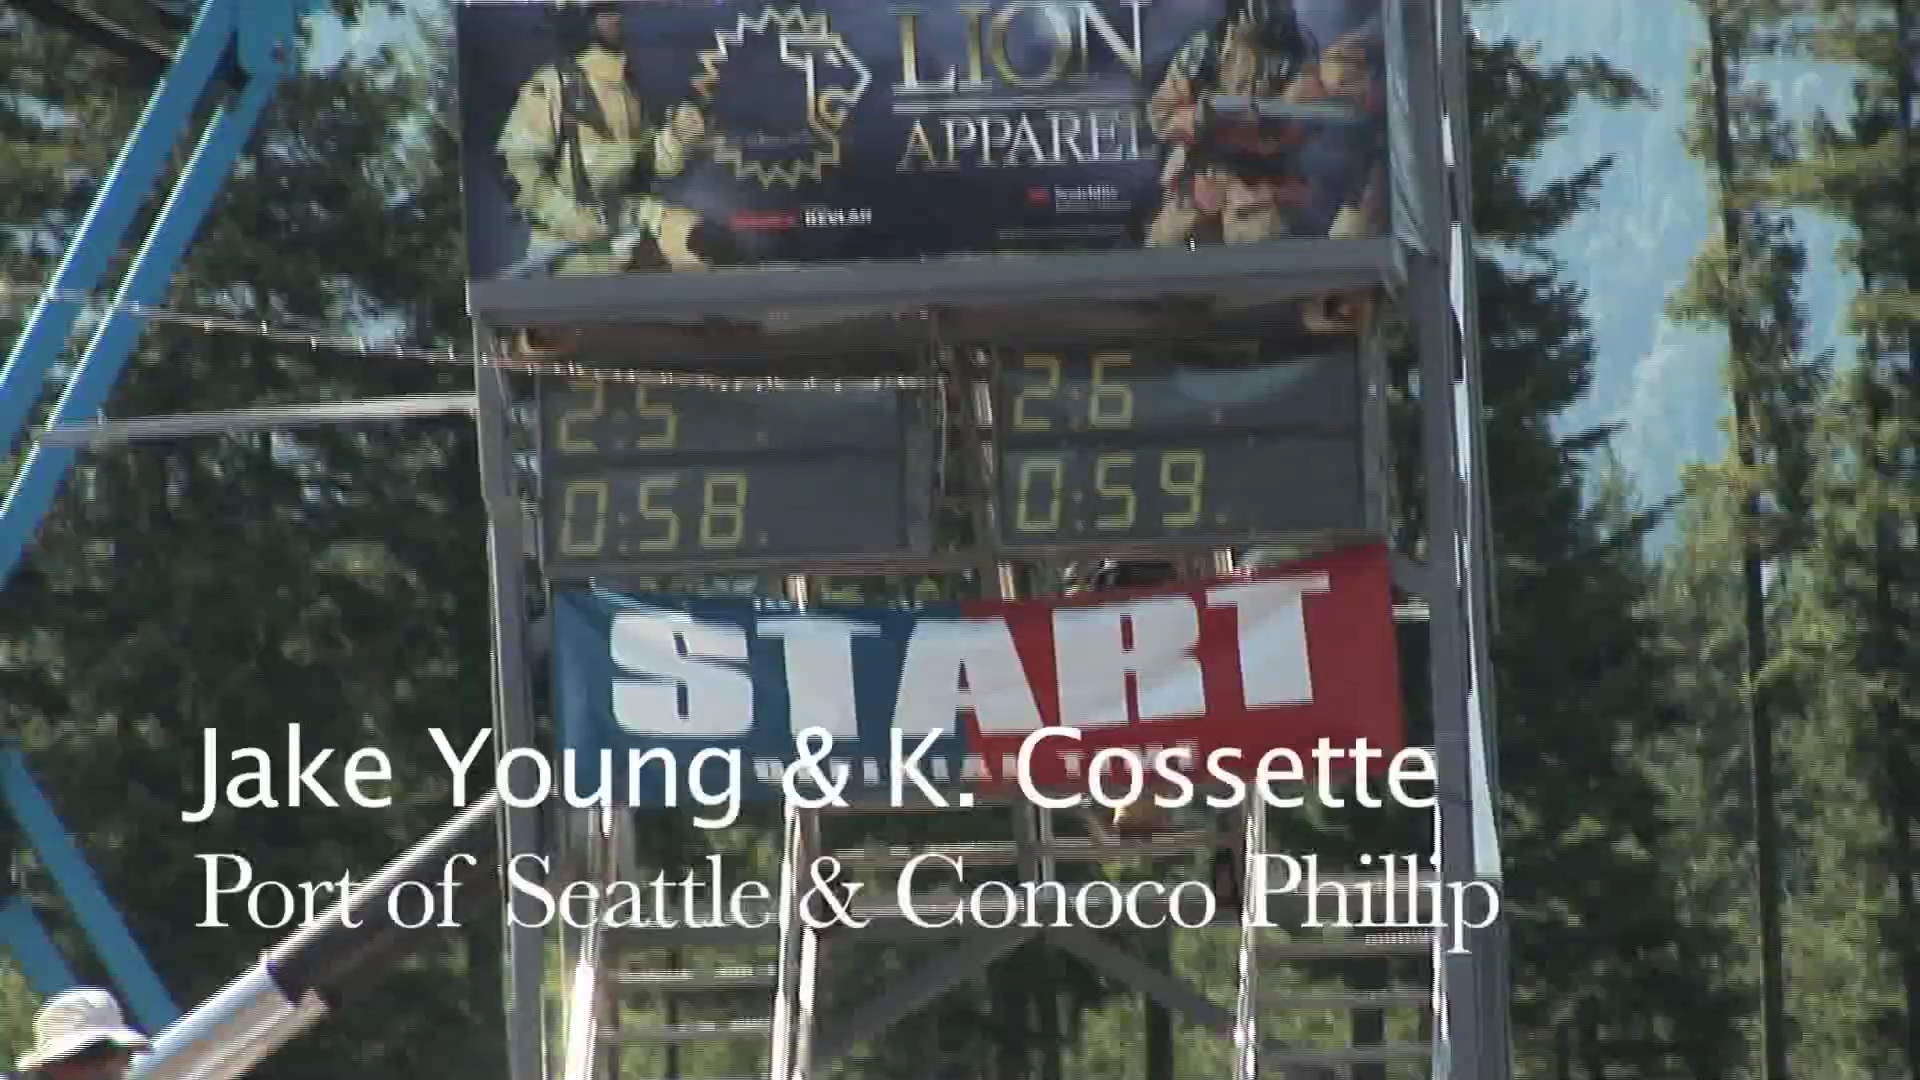 LION
APPAREL
KEVLAR
2:5 2:6
0:58. 0:59.
START
Jake Young & K. Cossette
Port of Seattle & Conoco Phillip